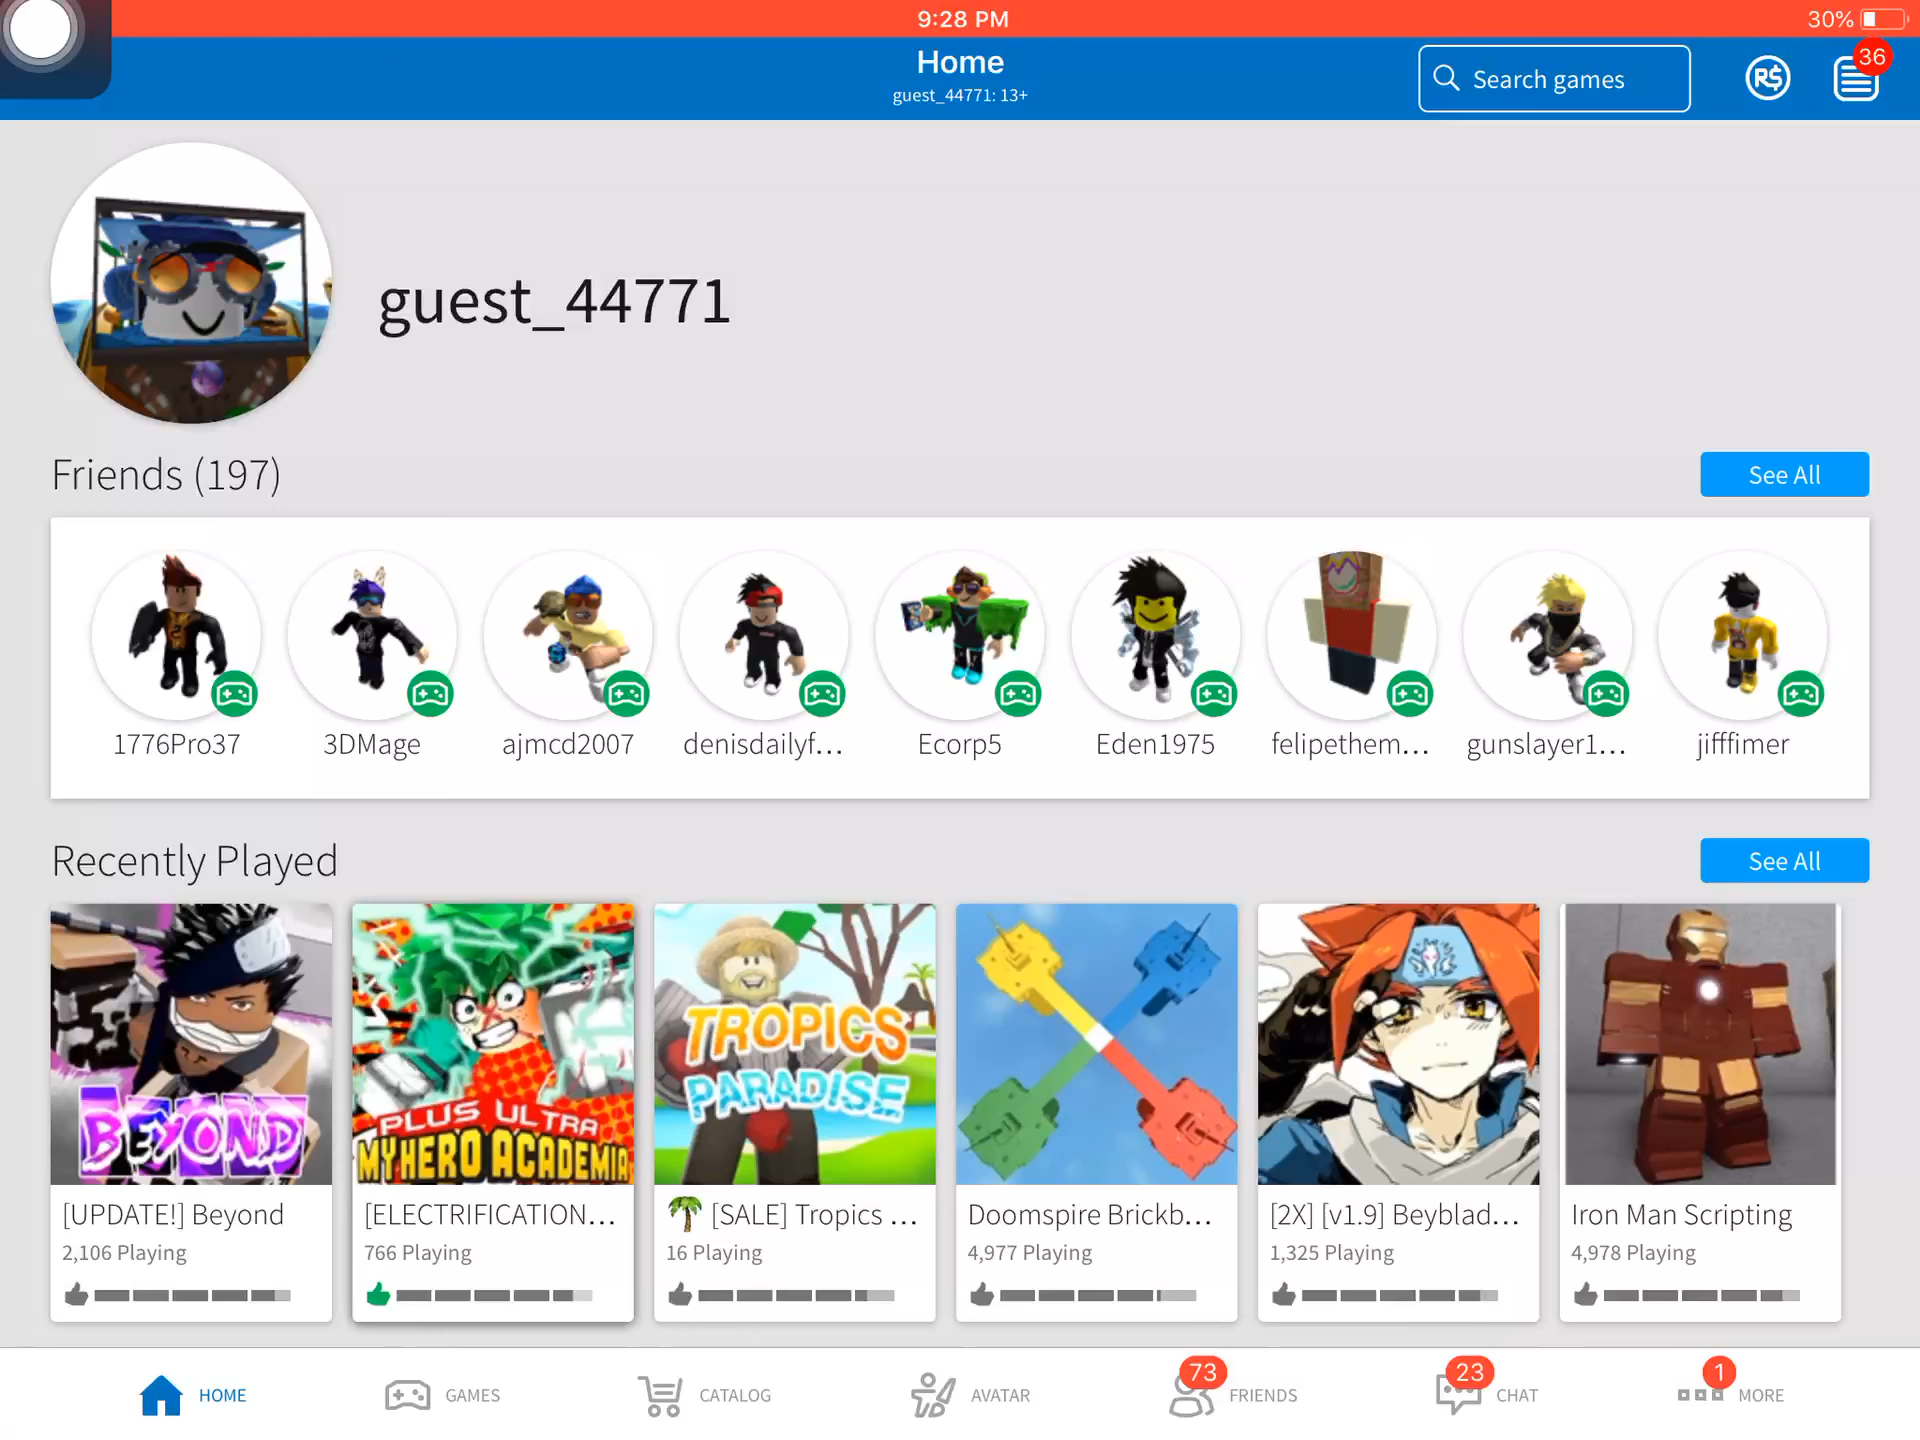 9:28 PM
30%
Home
guest_44771: 13+
Search games
R$
36
guest_44771
Friends (197)
See All
1776Pro37
3DMage
ajmcd2007
denisdailyf...
Ecorp5
Eden1975
felipethem...
gunslayer1...
jifffimer
Recently Played
See All
BEYOND
PLUS ULTRA
MY HERO ACADEMIA
TROPICS
PARADISE
[UPDATE!] Beyond
[ELECTRIFICATION...
🌴 [SALE] Tropics ...
Doomspire Brickb...
[2X] [v1.9] Beyblad...
Iron Man Scripting
2,106 Playing
766 Playing
16 Playing
4,977 Playing
1,325 Playing
4,978 Playing
HOME
GAMES
CATALOG
AVATAR
73
FRIENDS
23
CHAT
1
MORE